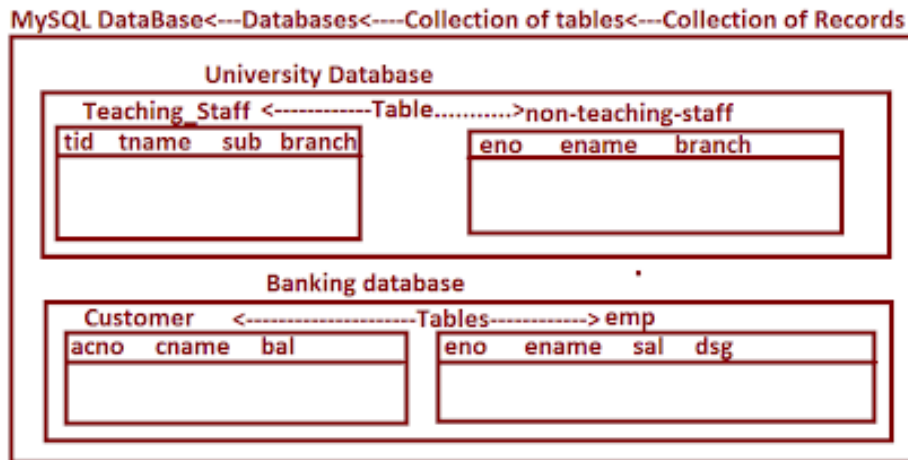 MySQL DataBase<---Databases<----Collection of tables<---Collection of Records
University Database
Teaching_Staff <------------Table...........>non-teaching-staff
tid tname sub branch eno ename branch
Banking database
Customer <----------------------Tables------------> emp
acno cname bal eno ename sal dsg